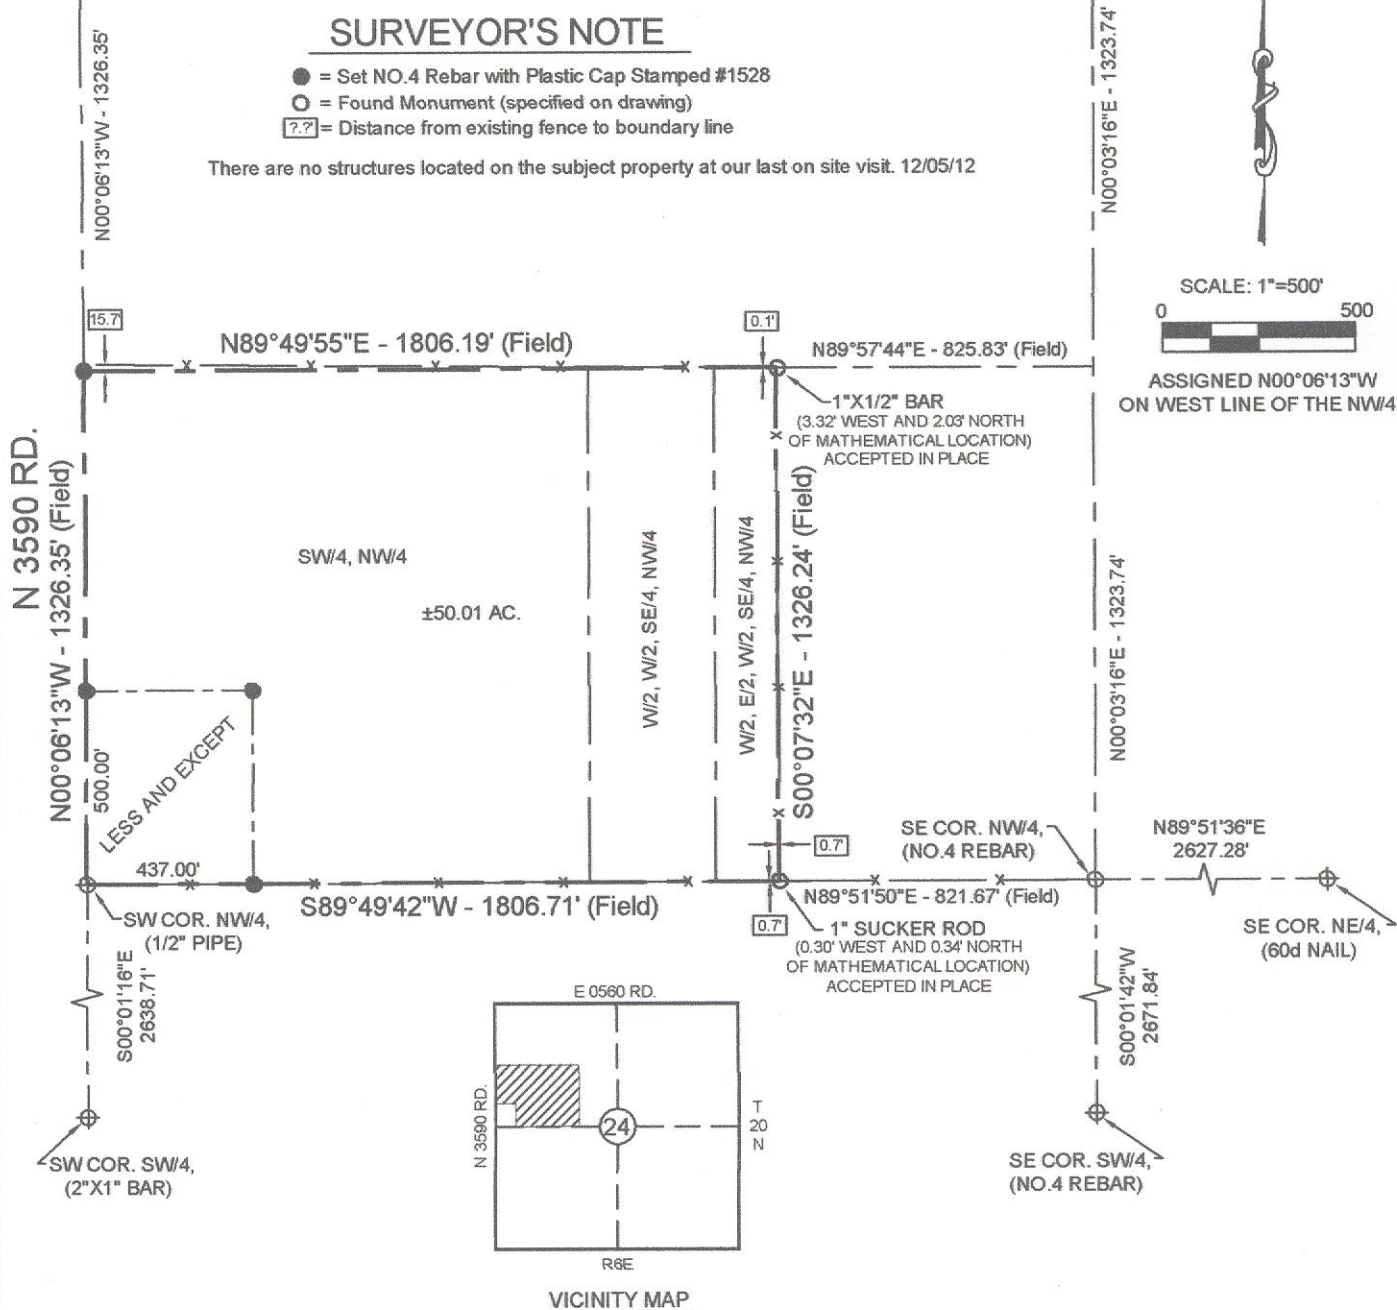 SURVEYOR'S NOTE
= Set NO.4 Rebar with Plastic Cap Stamped #1528
= Found Monument (specified on drawing)
?.?' = Distance from existing fence to boundary line
There are no structures located on the subject property at our last on site visit. 12/05/12
N00°06'13"W - 1326.35'
N00°03'16"E - 1323.74'
SCALE: 1"=500'
0 500
ASSIGNED N00°06'13"W
ON WEST LINE OF THE NW/4
15.7'
N89°49'55"E - 1806.19' (Field)
0.1'
N89°57'44"E - 825.83' (Field)
1"X1/2" BAR
(3.32' WEST AND 2.03' NORTH
OF MATHEMATICAL LOCATION)
ACCEPTED IN PLACE
N 3590 RD.
N00°06'13"W - 1326.35' (Field)
SW/4, NW/4
±50.01 AC.
W/2, W/2, SE/4, NW/4
W/2, E/2, W/2, SE/4, NW/4
S00°07'32"E - 1326.24' (Field)
N00°03'16"E - 1323.74'
500.00'
LESS AND EXCEPT
437.00'
0.7'
SE COR. NW/4,
(NO.4 REBAR)
N89°51'36"E
2627.28'
S89°49'42"W - 1806.71' (Field)
N89°51'50"E - 821.67' (Field)
0.7'
SW COR. NW/4,
(1/2" PIPE)
1" SUCKER ROD
(0.30' WEST AND 0.34' NORTH
OF MATHEMATICAL LOCATION)
ACCEPTED IN PLACE
SE COR. NE/4,
(60d NAIL)
S00°01'16"E
2638.71'
S00°01'42"W
2671.84'
SW COR. SW/4,
(2"X1" BAR)
SE COR. SW/4,
(NO.4 REBAR)
E 0560 RD.
N 3590 RD.
24
T
20
N
R6E
VICINITY MAP